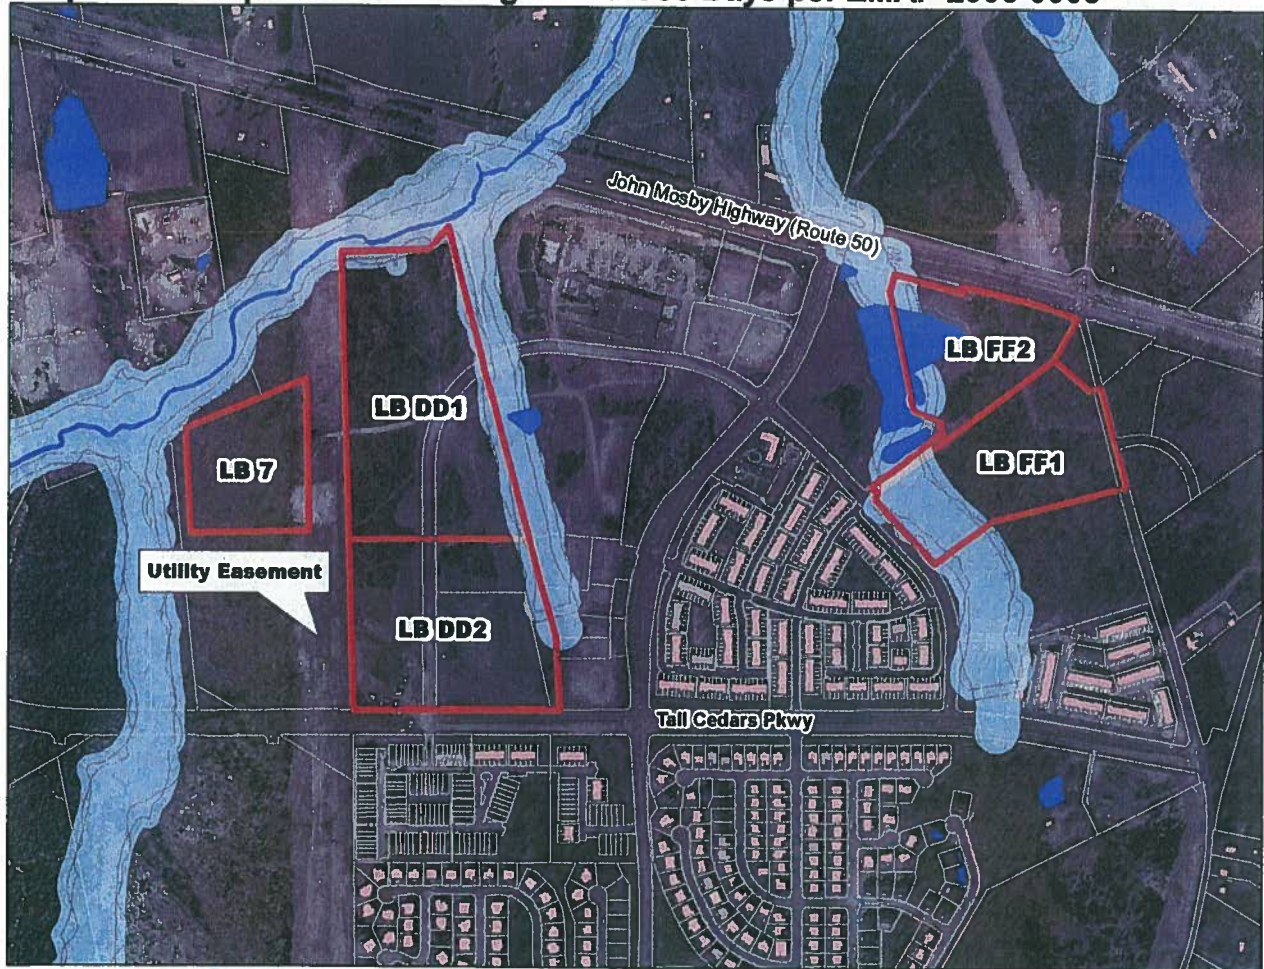 per
John Mosby Highway (Route 50)
LB FF2
LB DD1
LB FF1
LB 7
Utility Easement
LB DD2
Tall Cedars Pkwy